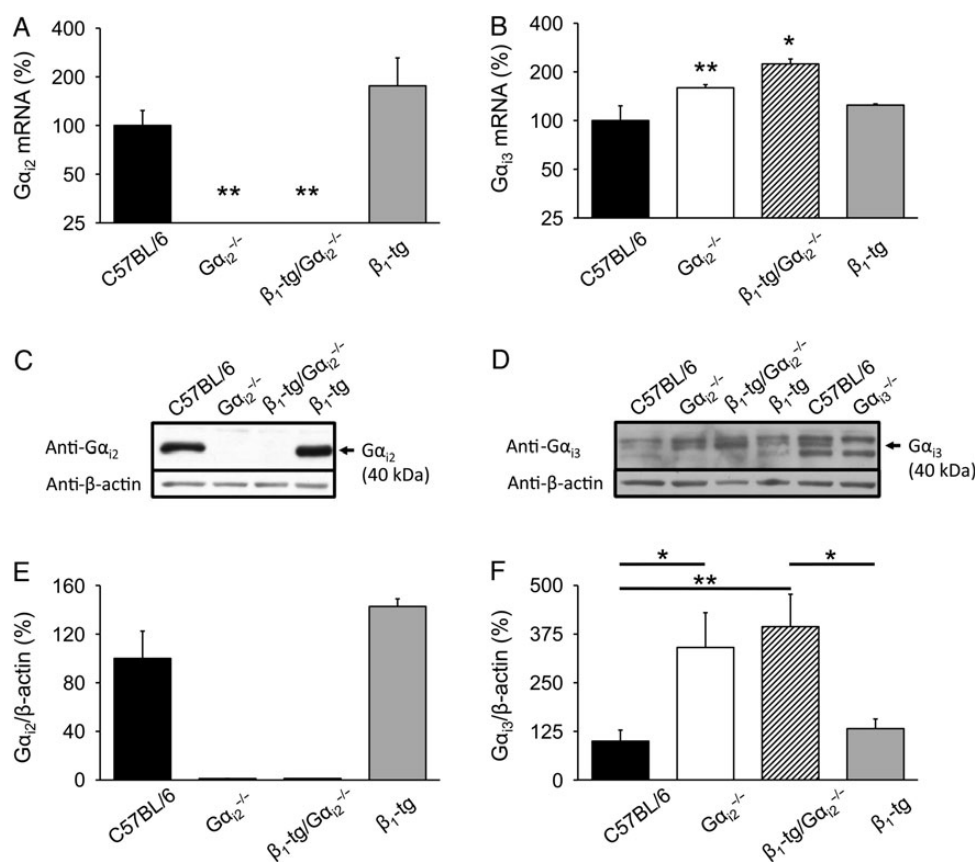 A
Gαi2 mRNA (%)
400
200
100
50
25
**
**
C57BL/6
Gαi2-/-
β1-tg/Gαi2-/-
β1-tg
B
Gαi3 mRNA (%)
400
200
100
50
25
**
*
C57BL/6
Gαi2-/-
β1-tg/Gαi2-/-
β1-tg
C
C57BL/6
Gαi2-/-
β1-tg/Gαi2-/-
β1-tg
Anti-Gαi2
Gαi2
(40 kDa)
Anti-β-actin
D
C57BL/6
Gαi2-/-
β1-tg/Gαi2-/-
β1-tg
C57BL/6
Gαi3-/-
Anti-Gαi3
Gαi3
(40 kDa)
Anti-β-actin
E
Gαi2/β-actin (%)
160
120
80
40
0
C57BL/6
Gαi2-/-
β1-tg/Gαi2-/-
β1-tg
F
Gαi3/β-actin (%)
500
375
250
125
0
*
**
*
C57BL/6
Gαi2-/-
β1-tg/Gαi2-/-
β1-tg